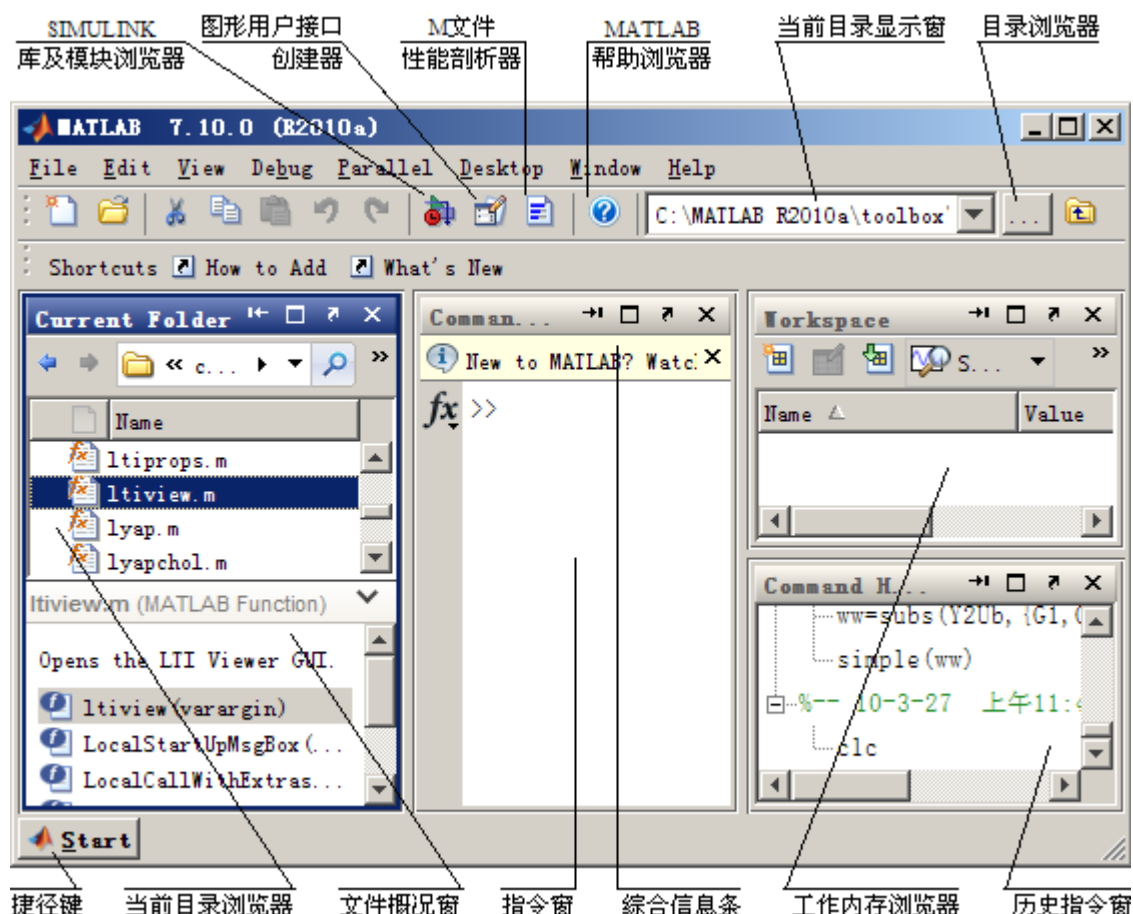 SIMULINK
库及模块浏览器
图形用户接口
创建器
M文件
性能剖析器
MATLAB
帮助浏览器
当前目录显示窗
目录浏览器
MATLAB 7.10.0 (R2010a)
File Edit View Debug Parallel Desktop Window Help
C:\MATLAB R2010a\toolbox\
...
Shortcuts How to Add What's New
Current Folder
« c...
»
Name
ltiprops.m
ltiview.m
lyap.m
lyapchol.m
ltiview.m (MATLAB Function)
Opens the LTI Viewer GUI.
ltiview(varargin)
LocalStartUpMsgBox(...
LocalCallWithExtras...
Comman...
New to MATLAB? Watc
fx >>
Workspace
S...
»
Name Value
Command H...
ww=subs(Y2Ub,{G1,
simple(ww)
%-- 10-3-27 上午11:4
clc
Start
捷径键
当前目录浏览器
文件概况窗
指令窗
综合信息条
工作内存浏览器
历史指令窗